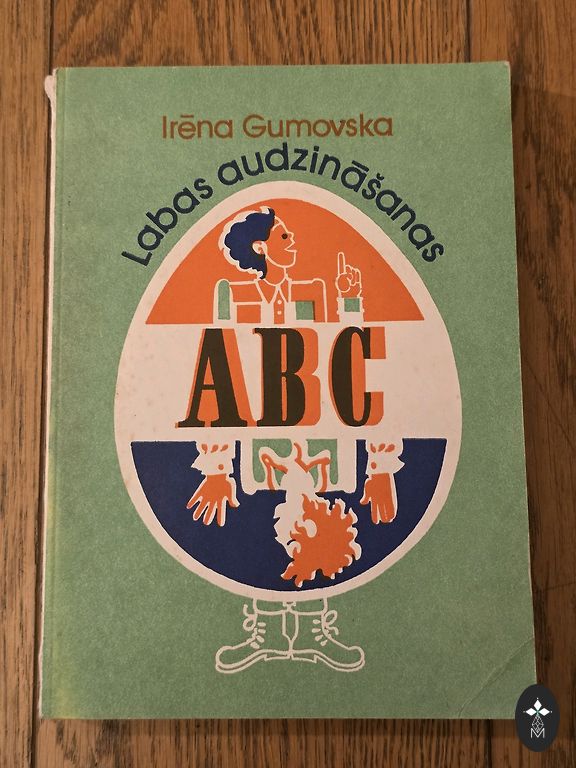 Irēna Gumovska
Labas audzināšanas
ABC
M